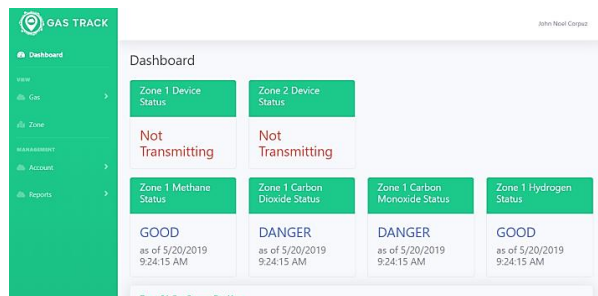 GAS TRACK
John Noel Corpuz
Dashboard
VIEW
Gas
Zone
MANAGEMENT
Account
Reports
Dashboard
Zone 1 Device
Status
Not
Transmitting
Zone 2 Device
Status
Not
Transmitting
Zone 1 Methane
Status
GOOD
as of 5/20/2019
9:24:15 AM
Zone 1 Carbon
Dioxide Status
DANGER
as of 5/20/2019
9:24:15 AM
Zone 1 Carbon
Monoxide Status
DANGER
as of 5/20/2019
9:24:15 AM
Zone 1 Hydrogen
Status
GOOD
as of 5/20/2019
9:24:15 AM